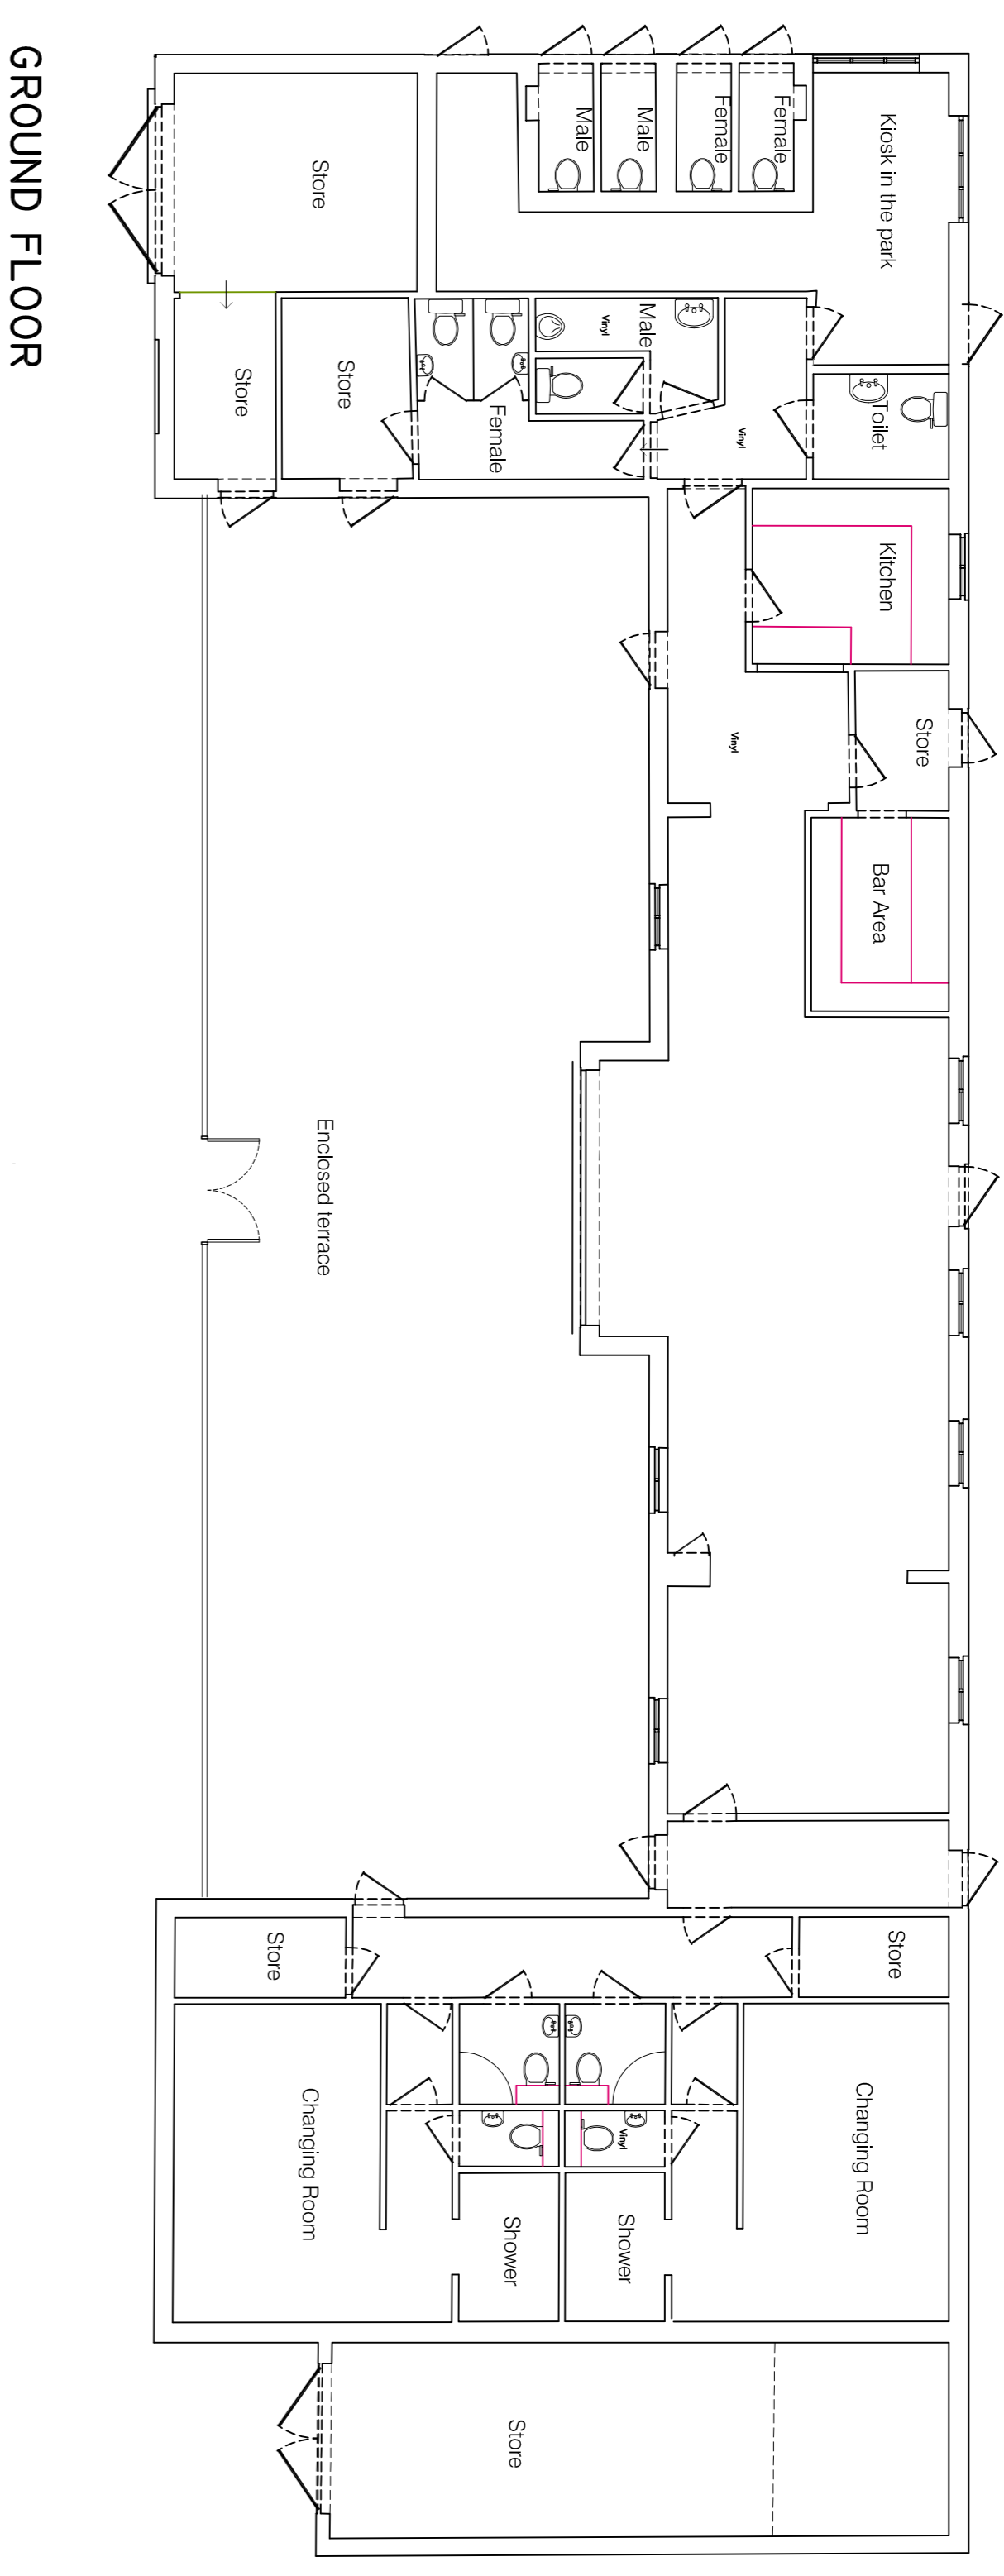 GROUND FLOOR
Kiosk in the park
Female
Female
Male
Male
Store
Male
Vinyl
Toilet
Vinyl
Female
Store
Store
Kitchen
Store
Vinyl
Bar Area
Enclosed terrace
Store
Store
Changing Room
Changing Room
Vinyl
Shower
Shower
Store